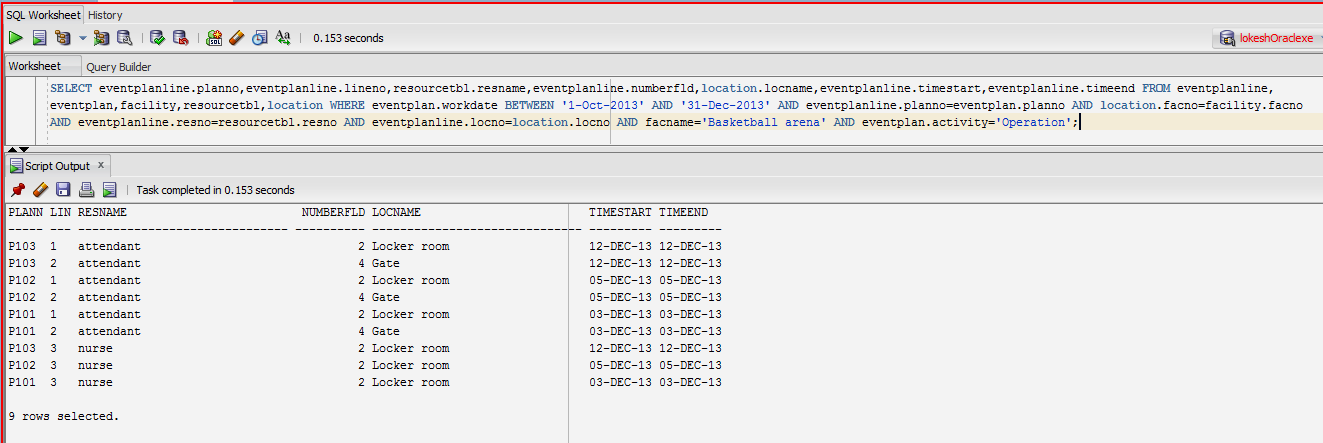 SQL Worksheet History
SQL Aa 0.153 seconds lokeshOraclexe
Worksheet Query Builder
SELECT eventplanline.planno,eventplanline.lineno,resourcetbl.resname,eventplanline.numberfld,location.locname,eventplanline.timestart,eventplanline.timeend FROM eventplanline,
eventplan,facility,resourcetbl,location WHERE eventplan.workdate BETWEEN '1-Oct-2013' AND '31-Dec-2013' AND eventplanline.planno=eventplan.planno AND location.facno=facility.facno
AND eventplanline.resno=resourcetbl.resno AND eventplanline.locno=location.locno AND facname='Basketball arena' AND eventplan.activity='Operation';
Script Output x
Task completed in 0.153 seconds
PLANN LIN RESNAME NUMBERFLD LOCNAME TIMESTART TIMEEND
----- --- ------------------------------ ---------- ------------------------------ --------- ---------
P103 1 attendant 2 Locker room 12-DEC-13 12-DEC-13
P103 2 attendant 4 Gate 12-DEC-13 12-DEC-13
P102 1 attendant 2 Locker room 05-DEC-13 05-DEC-13
P102 2 attendant 4 Gate 05-DEC-13 05-DEC-13
P101 1 attendant 2 Locker room 03-DEC-13 03-DEC-13
P101 2 attendant 4 Gate 03-DEC-13 03-DEC-13
P103 3 nurse 2 Locker room 12-DEC-13 12-DEC-13
P102 3 nurse 2 Locker room 05-DEC-13 05-DEC-13
P101 3 nurse 2 Locker room 03-DEC-13 03-DEC-13
9 rows selected.